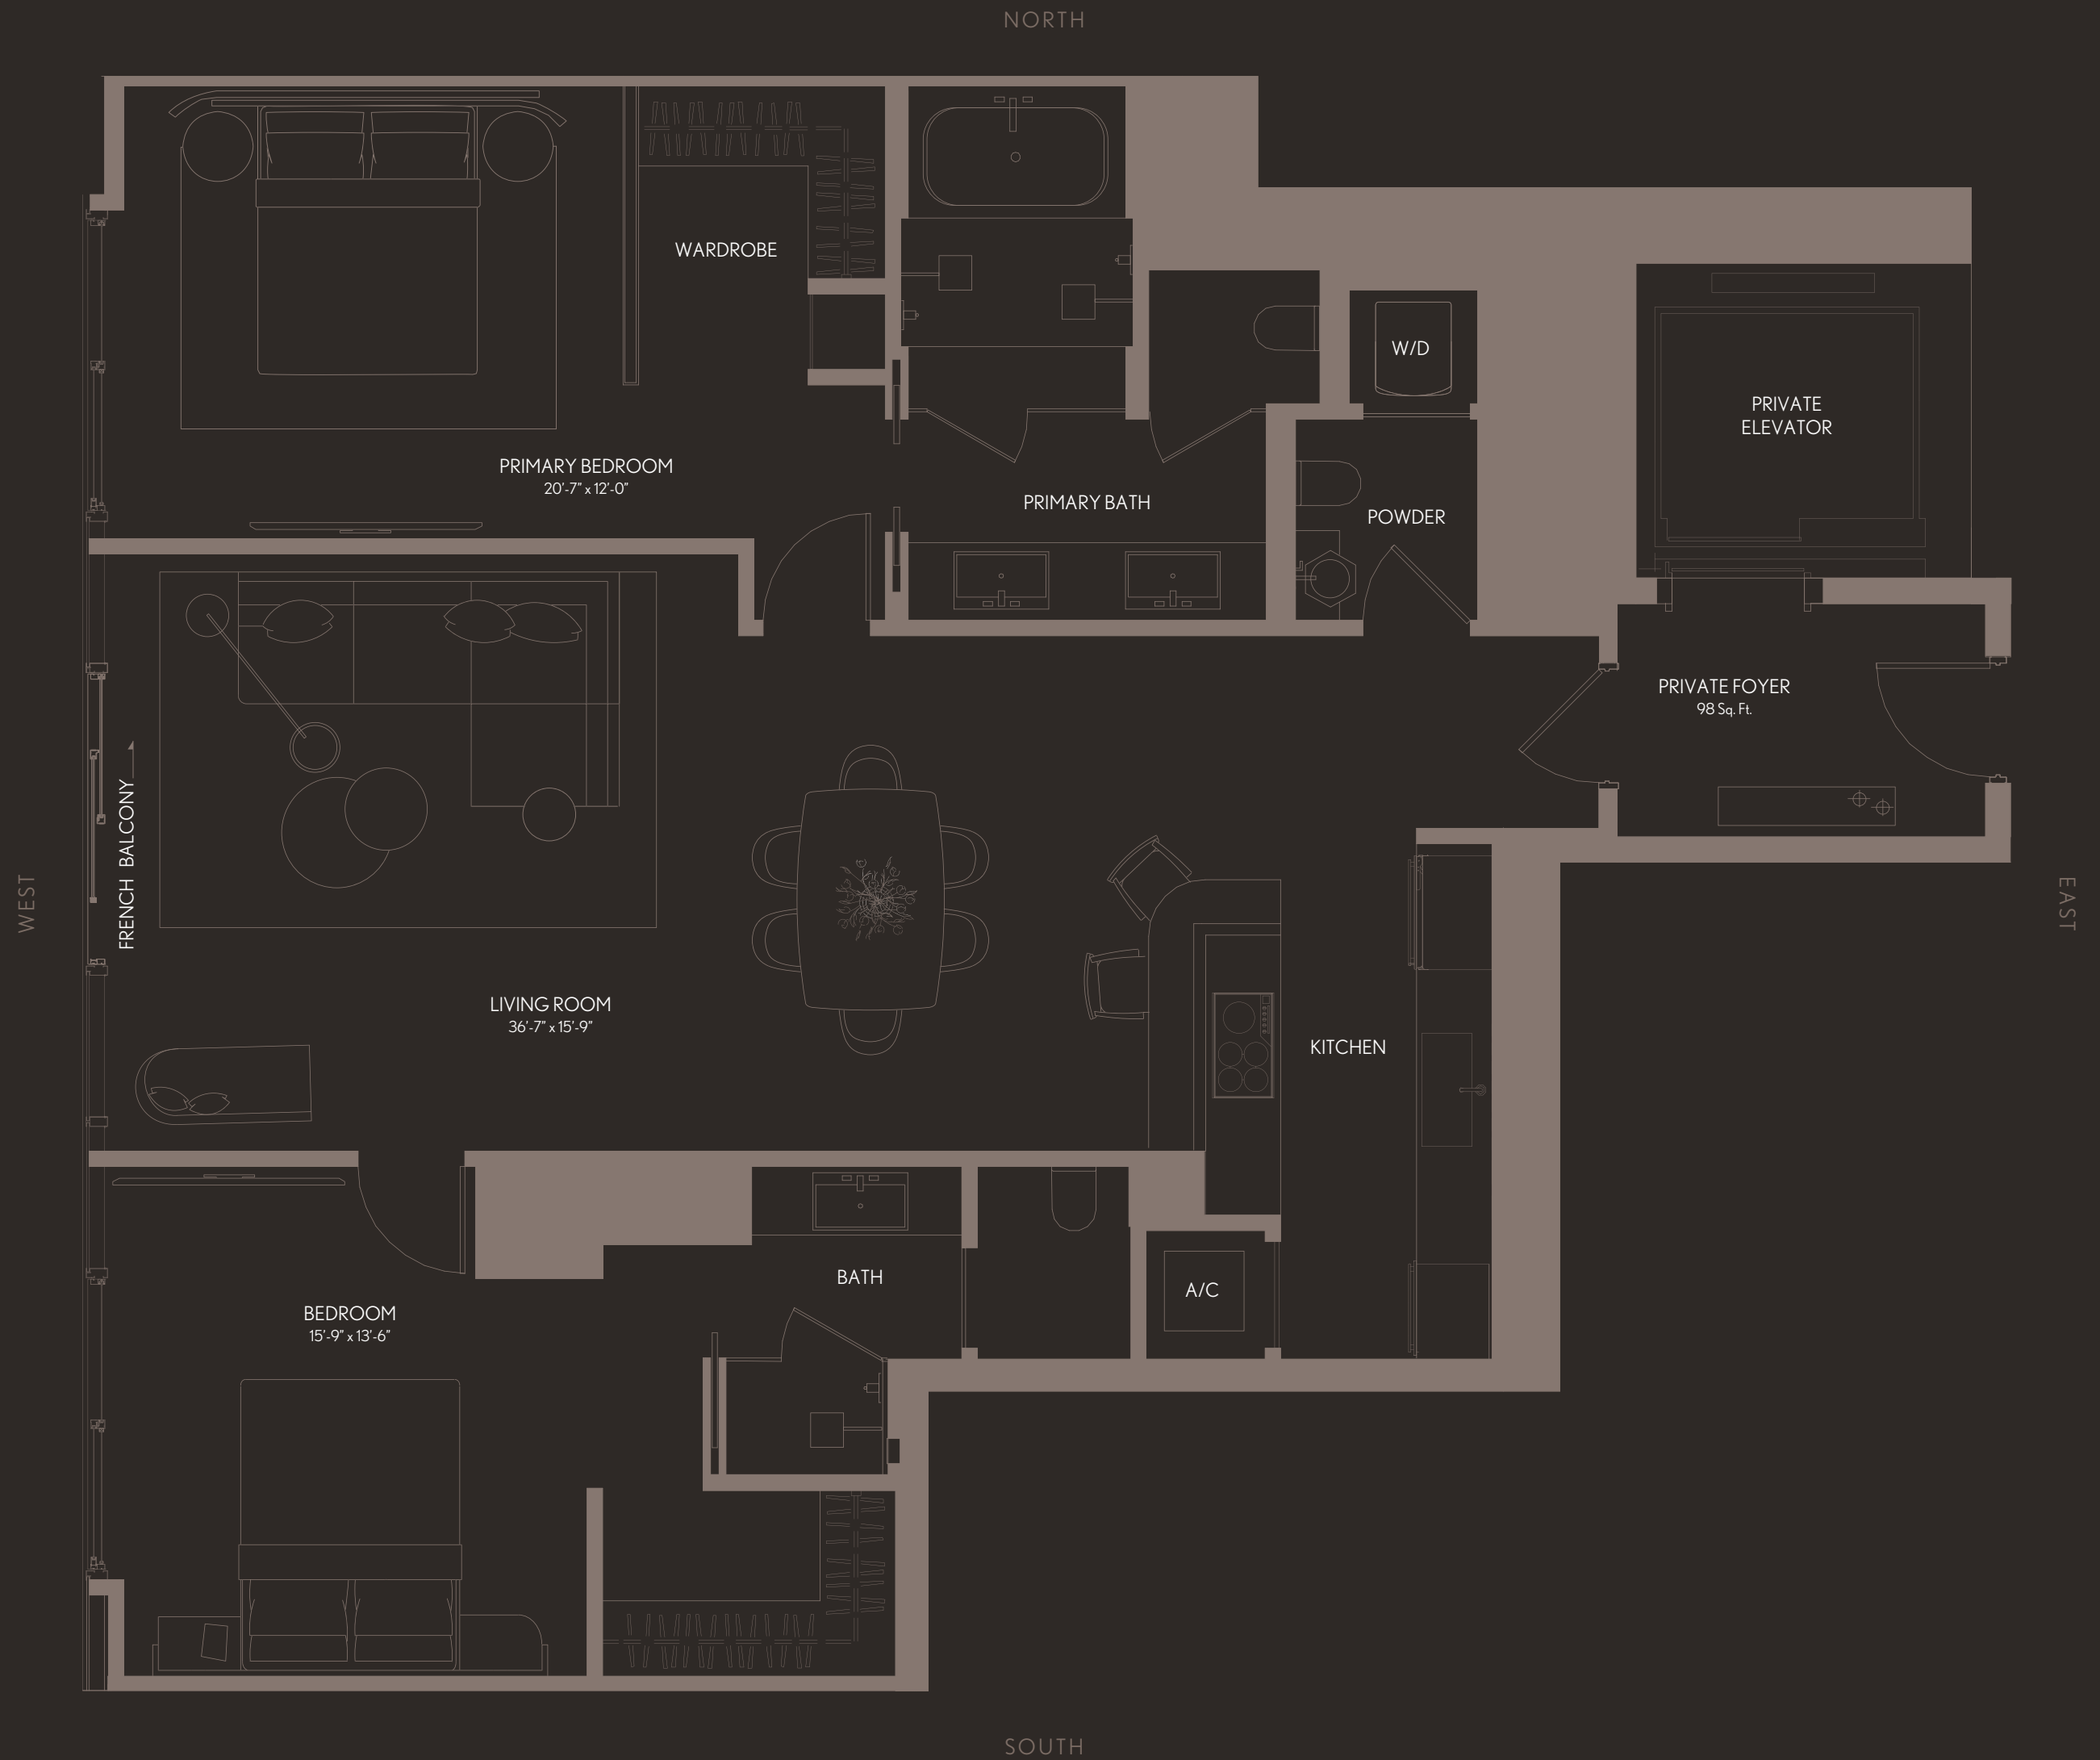 NORTH
WARDROBE
W/D
PRIVATE
ELEVATOR
PRIMARY BEDROOM
20'-7" x 12'-0"
PRIMARY BATH
POWDER
PRIVATE FOYER
98 Sq. Ft.
WEST
FRENCH BALCONY
EAST
LIVING ROOM
36'-7" x 15'-9"
KITCHEN
BATH
A/C
BEDROOM
15'-9" x 13'-6"
SOUTH